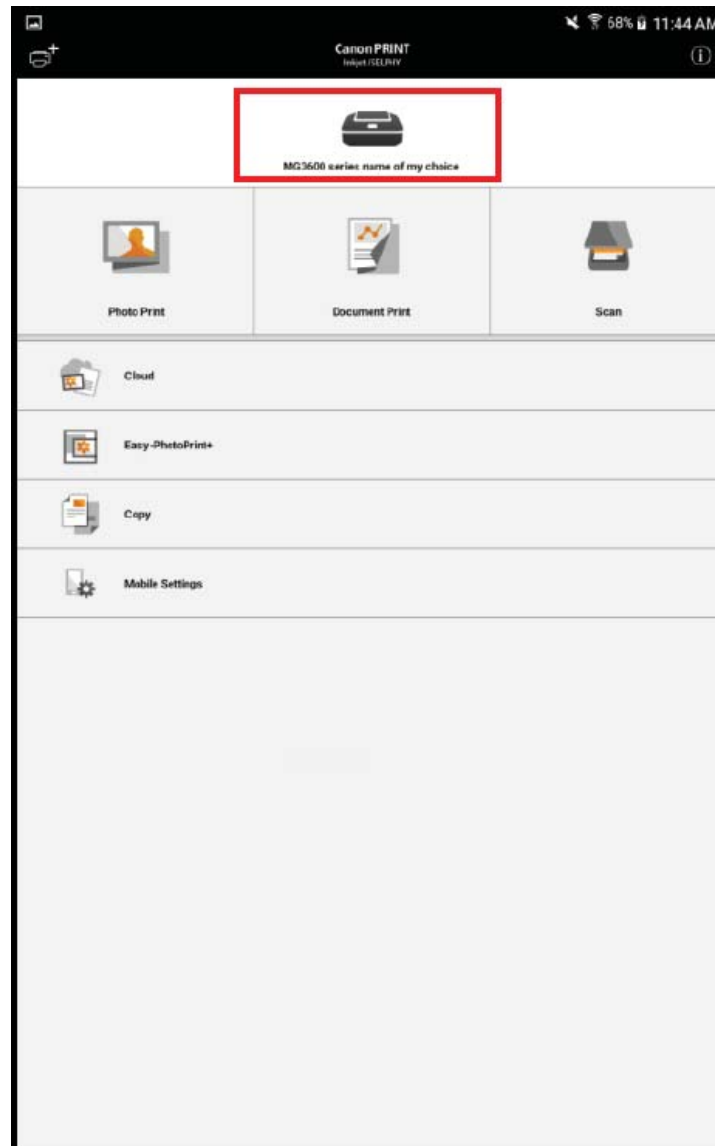 68% 11:44 AM
Canon PRINT
Inkjet /SELPHY
MG3600 series name of my choice
Photo Print
Document Print
Scan
Cloud
Easy-PhotoPrint+
Copy
Mobile Settings